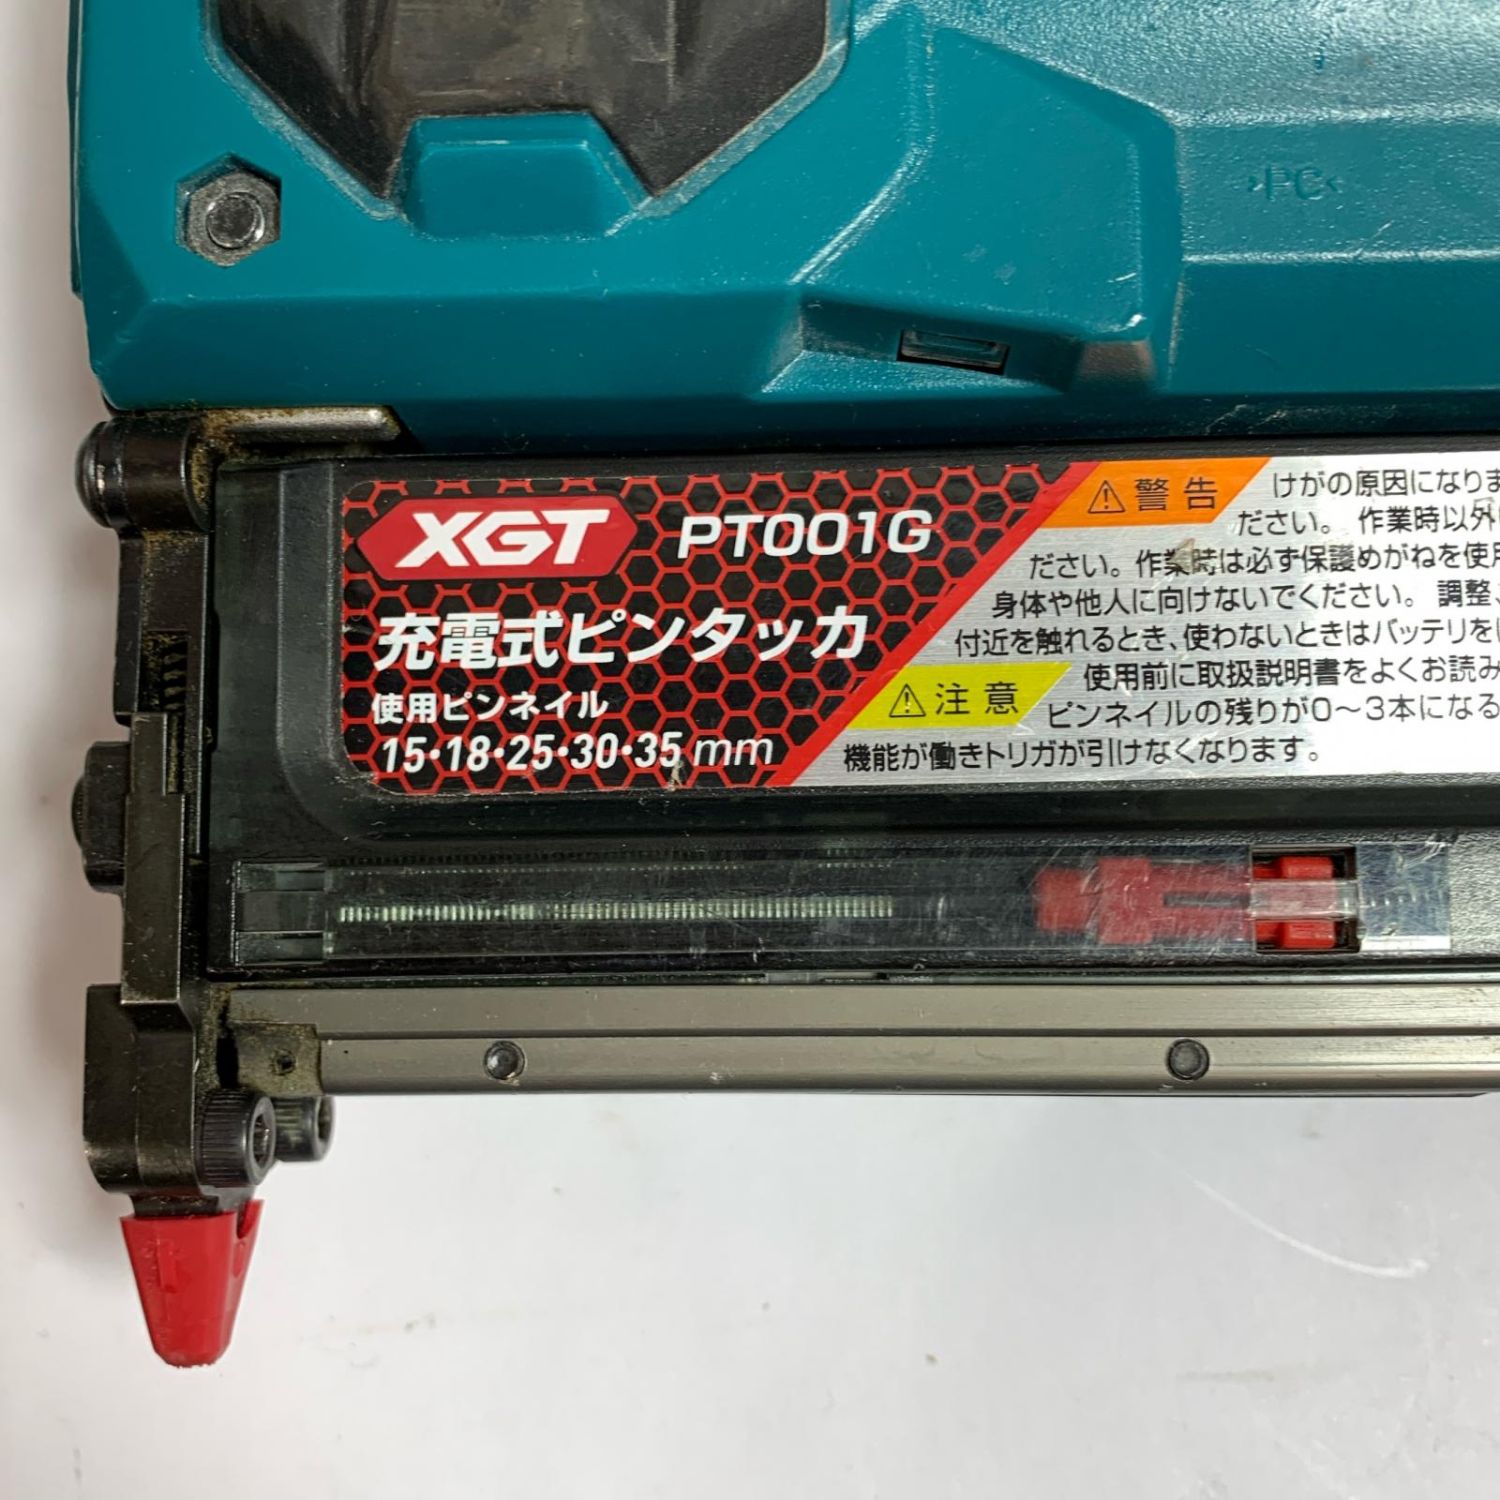 >PC<
XGT PT001G
充電式ピンタッカ
使用ピンネイル
15・18・25・30・35mm
⚠警告 けがの原因になりま
ださい。 作業時以外
ださい。作業時は必ず保護めがねを使用
身体や他人に向けないでください。 調整、
付近を触れるとき、使わないときはバッテリを
⚠注意 使用前に取扱説明書をよくお読み
ピンネイルの残りが0〜3本になる
機能が働きトリガが引けなくなります。